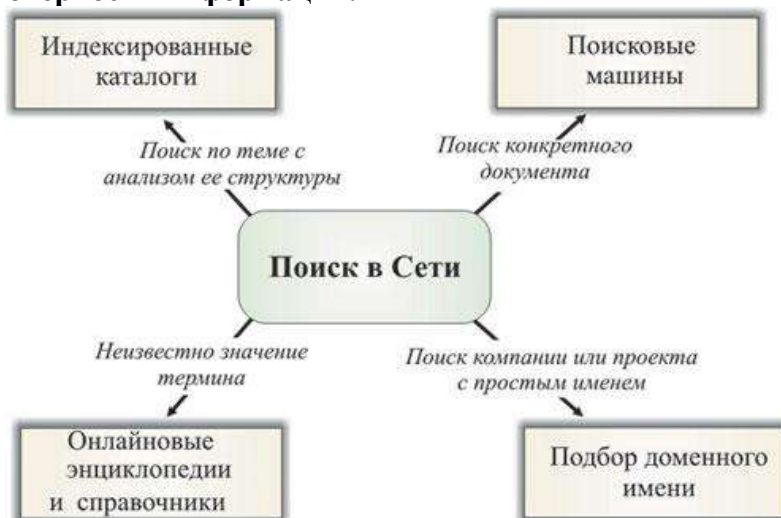 Индексированные
каталоги
Поисковые
машины
Поиск по теме с
анализом ее структуры
Поиск конкретного
документа
Поиск в Сети
Неизвестно значение
термина
Поиск компании или проекта
с простым именем
Онлайновые
энциклопедии
и справочники
Подбор доменного
имени